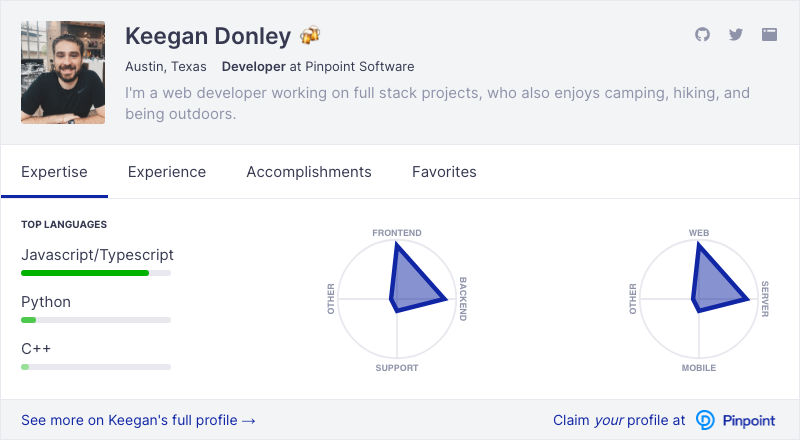 Keegan Donley 🍻
Austin, Texas Developer at Pinpoint Software
I'm a web developer working on full stack projects, who also enjoys camping, hiking, and
being outdoors.
Expertise Experience Accomplishments Favorites
TOP LANGUAGES
Javascript/Typescript
Python
C++
FRONTEND
BACKEND
SUPPORT
OTHER
WEB
SERVER
MOBILE
OTHER
See more on Keegan's full profile →
Claim your profile at Pinpoint